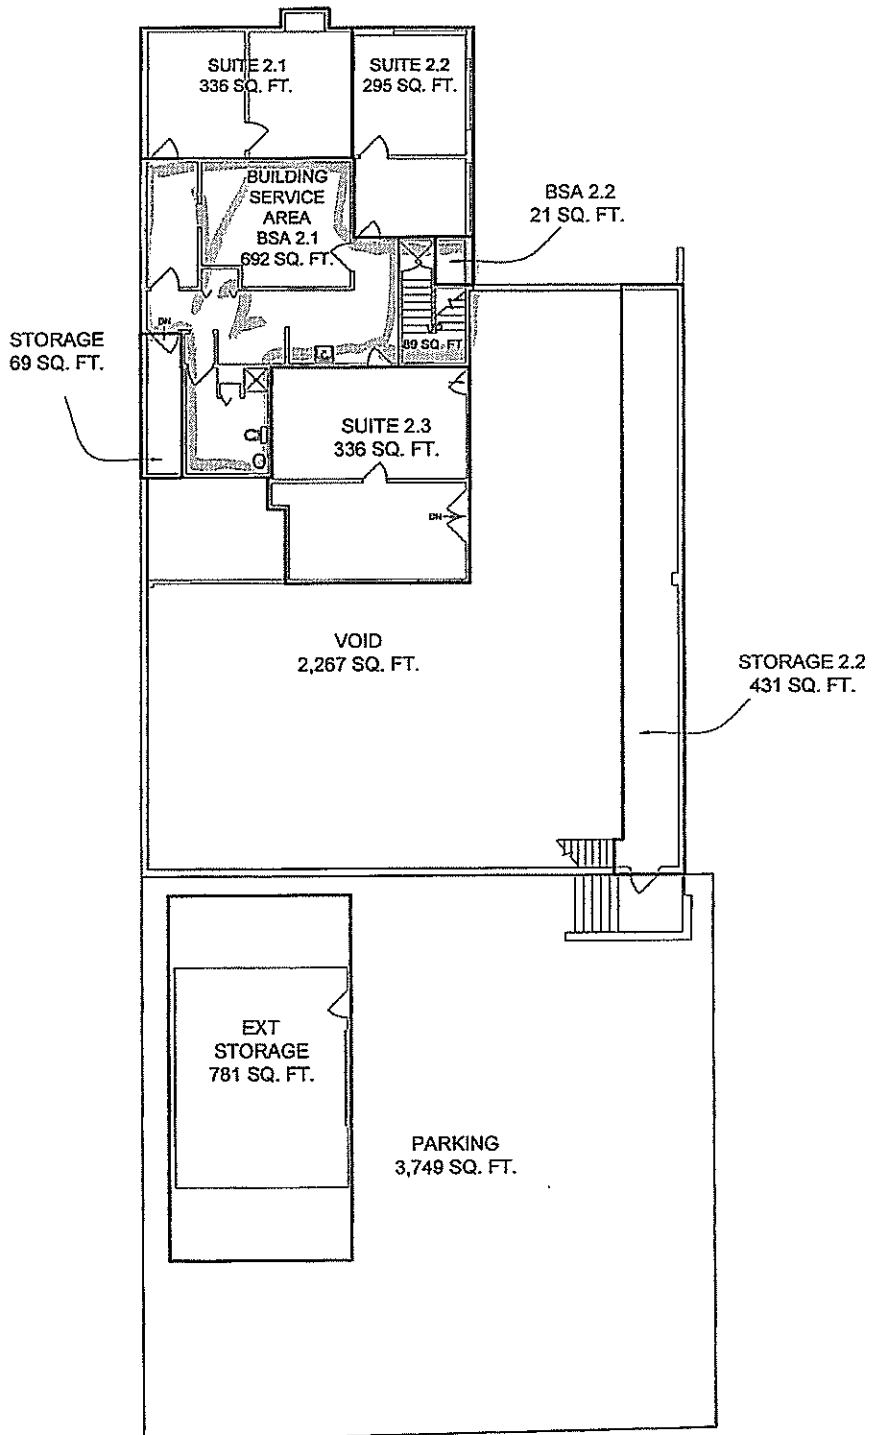 SUITE 2.1
336 SQ. FT.
SUITE 2.2
295 SQ. FT.
BUILDING
SERVICE
AREA
BSA 2.1
692 SQ. FT.
BSA 2.2
21 SQ. FT.
DN
STORAGE
69 SQ. FT.
89 SQ. FT
SUITE 2.3
336 SQ. FT.
DN
VOID
2,267 SQ. FT.
STORAGE 2.2
431 SQ. FT.
EXT
STORAGE
781 SQ. FT.
PARKING
3,749 SQ. FT.